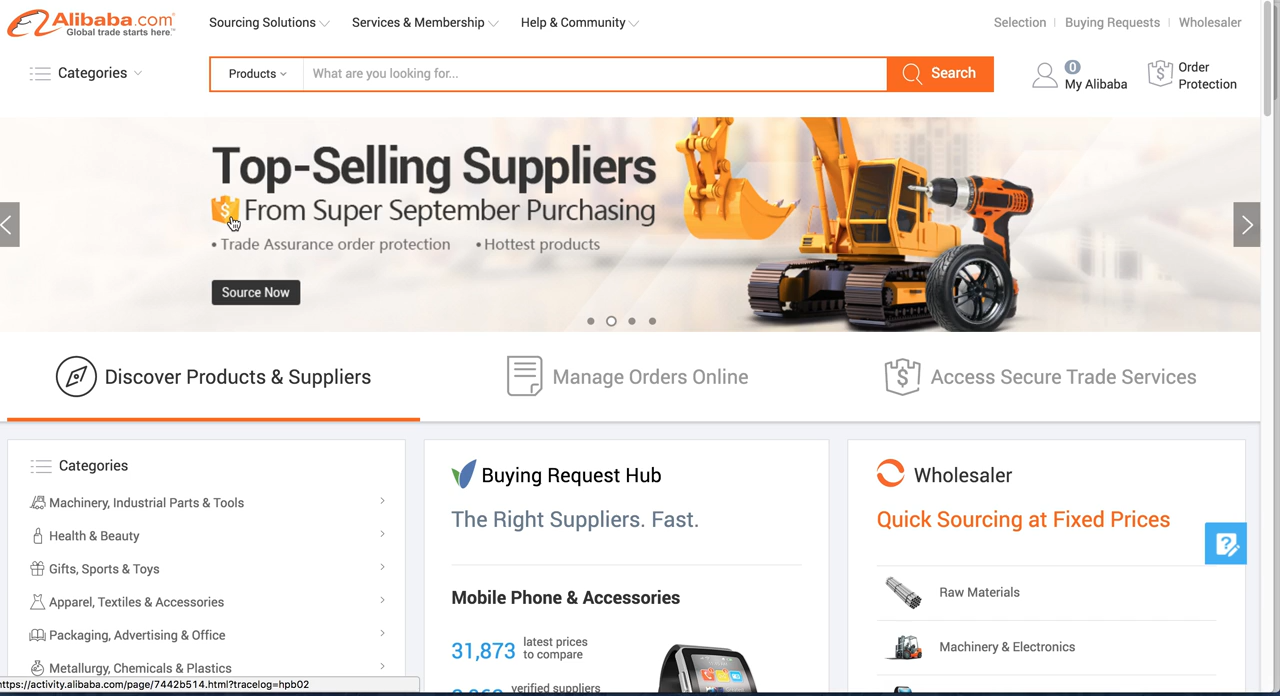 Alibaba.com
Global trade starts here.™
Sourcing Solutions
Services & Membership
Help & Community
Selection
Buying Requests
Wholesaler
Categories
Products
What are you looking for...
Search
0
My Alibaba
Order
Protection
Top-Selling Suppliers
From Super September Purchasing
• Trade Assurance order protection
• Hottest products
Source Now
Discover Products & Suppliers
Manage Orders Online
Access Secure Trade Services
Categories
Machinery, Industrial Parts & Tools
Health & Beauty
Gifts, Sports & Toys
Apparel, Textiles & Accessories
Packaging, Advertising & Office
Metallurgy, Chemicals & Plastics
Buying Request Hub
The Right Suppliers. Fast.
Mobile Phone & Accessories
31,873
latest prices
to compare
verified suppliers
Wholesaler
Quick Sourcing at Fixed Prices
Raw Materials
Machinery & Electronics
https://activity.alibaba.com/page/7442b514.html?tracelog=hpb02